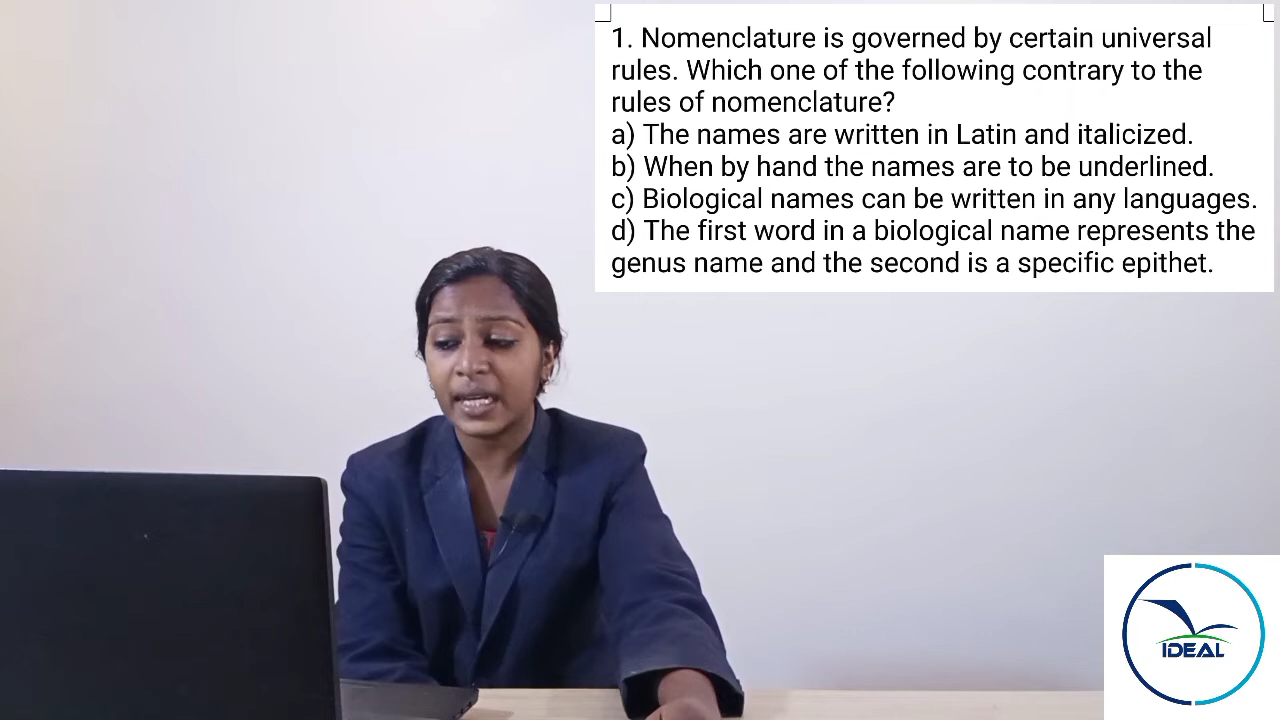 1. Nomenclature is governed by certain universal
rules. Which one of the following contrary to the
rules of nomenclature?
a) The names are written in Latin and italicized.
b) When by hand the names are to be underlined.
c) Biological names can be written in any languages.
d) The first word in a biological name represents the
genus name and the second is a specific epithet.
IDEAL